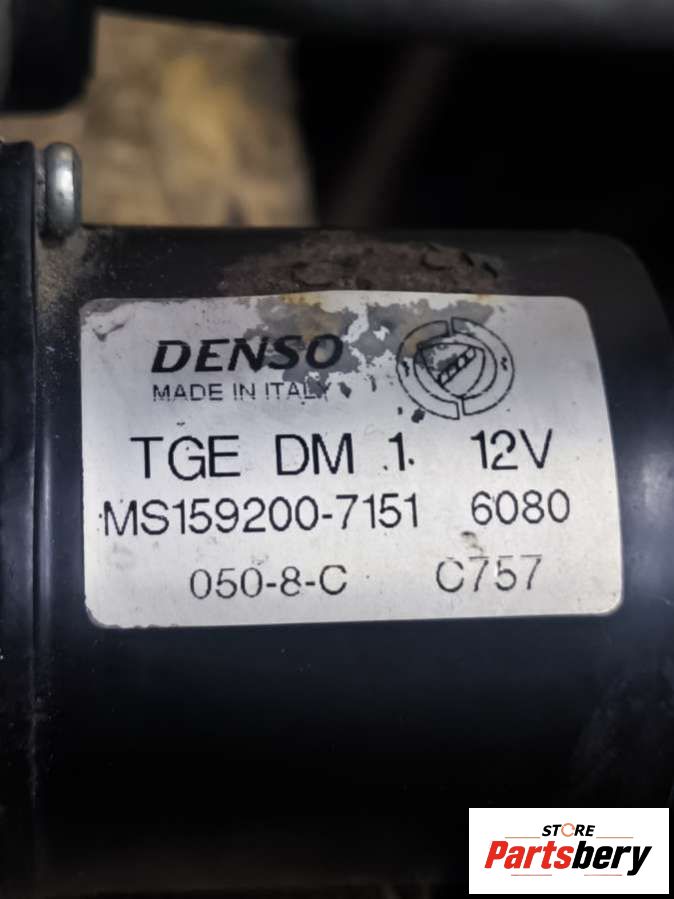 DENSO
MADE IN ITALY
TGE DM 1 12V
MS159200-7151 6080
050-8-C C757
STORE
Partsbery